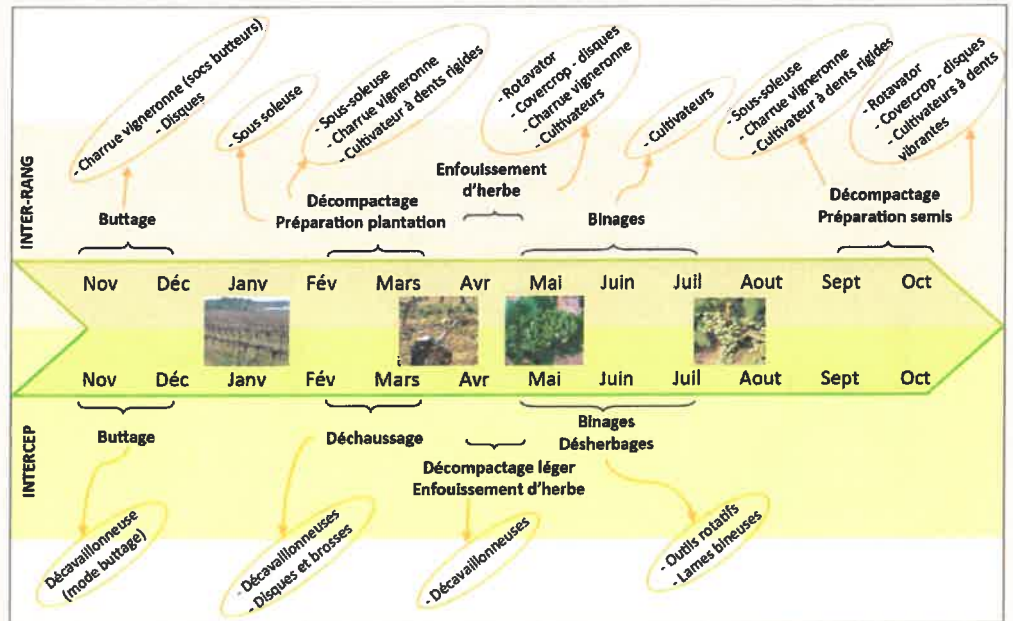 - Charrue vigneronne (socs butteurs)
- Disques
- Sous soleuse
- Sous-soleuse
- Charrue vigneronne
- Cultivateur à dents rigides
- Rotavator
- Covercrop - disques
- Charrue vigneronne
- Cultivateurs
- Cultivateurs
- Sous-soleuse
- Charrue vigneronne
- Cultivateur à dents rigides
- Rotavator
- Covercrop - disques
- Cultivateurs à dents
vibrantes
INTER-RANG
Buttage
Décompactage
Préparation plantation
Enfouissement
d'herbe
Binages
Décompactage
Préparation semis
Nov Déc Janv Fév Mars Avr Mai Juin Juil Aout Sept Oct
Nov Déc Janv Fév Mars Avr Mai Juin Juil Aout Sept Oct
INTERCEP
Buttage
Déchaussage
Décompactage léger
Enfouissement d'herbe
Binages
Désherbages
Décavaillonneuse
(mode buttage)
- Décavaillonneuses
- Disques et brosses
- Décavaillonneuses
- Outils rotatifs
- Lames bineuses